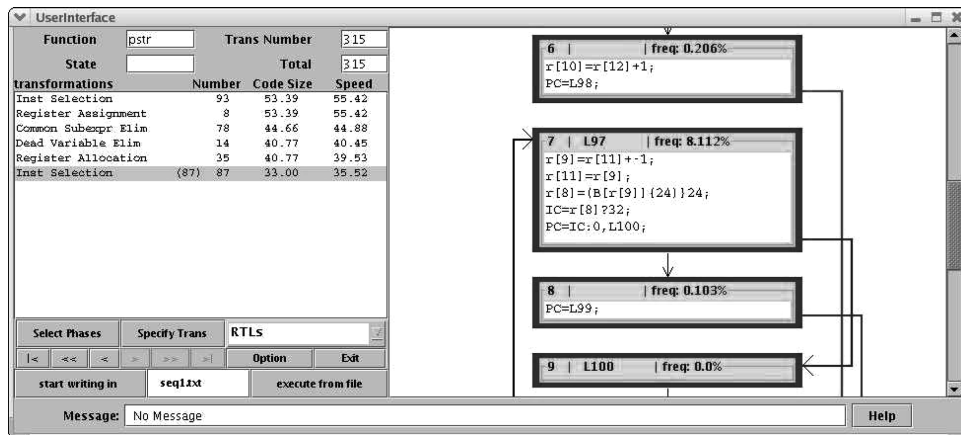 UserInterface
Function pstr Trans Number 315
State Total 315
transformations Number Code Size Speed
Inst Selection 93 53.39 55.42
Register Assignment 8 53.39 55.42
Common Subexpr Elim 78 44.66 44.88
Dead Variable Elim 14 40.77 40.45
Register Allocation 35 40.77 39.53
Inst Selection (87) 87 33.00 35.52
Select Phases Specify Trans RTLs
|< << < > >> >| Option Exit
start writing in seq1.txt execute from file
6 | | freq: 0.206%
r[10]=r[12]+1;
PC=L98;
7 | L97 | freq: 8.112%
r[9]=r[11]+-1;
r[11]=r[9];
r[8]=(B[r[9]]{24)}24;
IC=r[8]?32;
PC=IC:0,L100;
8 | | freq: 0.103%
PC=L99;
9 | L100 | freq: 0.0%
Message: No Message Help